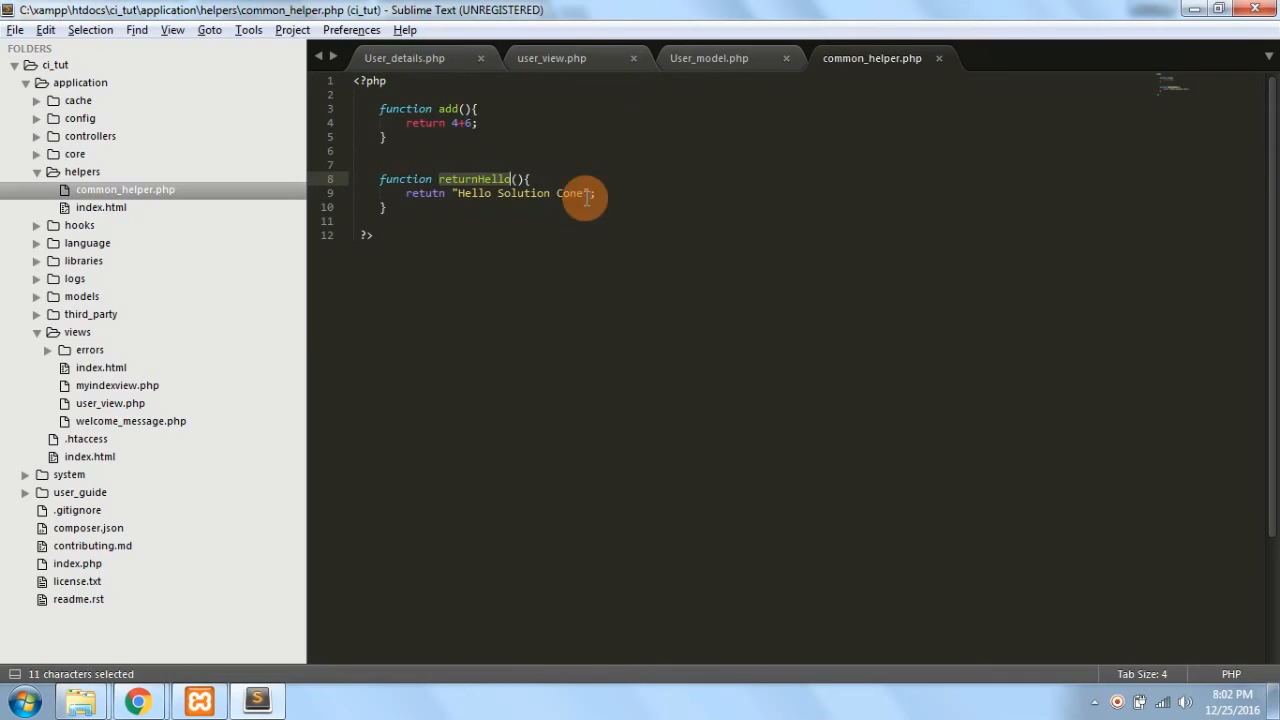 C:\xampp\htdocs\ci_tut\application\helpers\common_helper.php (ci_tut) - Sublime Text (UNREGISTERED)
File Edit Selection Find View Goto Tools Project Preferences Help
FOLDERS
ci_tut
application
cache
config
controllers
core
helpers
common_helper.php
index.html
hooks
language
libraries
logs
models
third_party
views
errors
index.html
myindexview.php
user_view.php
welcome_message.php
.htaccess
index.html
system
user_guide
.gitignore
composer.json
contributing.md
index.php
license.txt
readme.rst
User_details.php × user_view.php × User_model.php × common_helper.php ×
1 <?php
2
3 function add(){
4 return 4+6;
5 }
6
7
8 function returnHello(){
9 retutn "Hello Solution Cone";
10 }
11
12 ?>
11 characters selected
Tab Size: 4
PHP
8:02 PM
12/25/2016